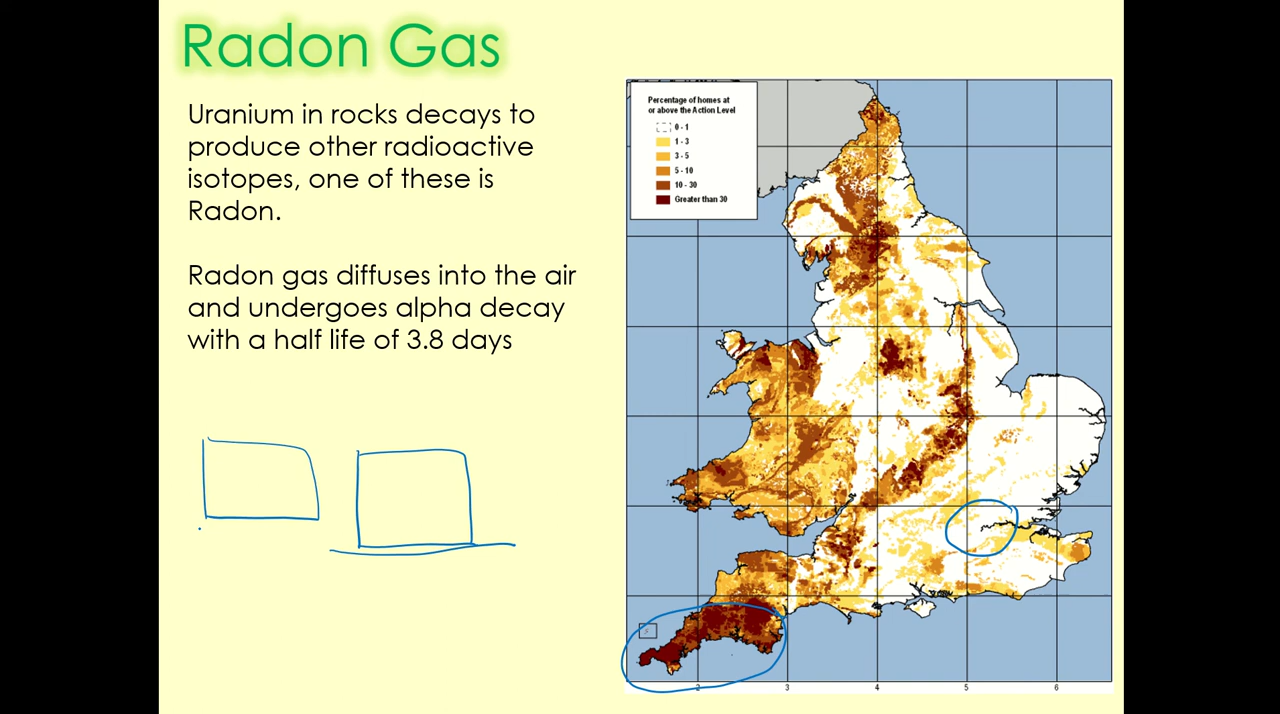 Radon Gas
Uranium in rocks decays to
produce other radioactive
isotopes, one of these is
Radon.
Radon gas diffuses into the air
and undergoes alpha decay
with a half life of 3.8 days
Percentage of homes at
or above the Action Level
0 - 1
1 - 3
3 - 5
5 - 10
10 - 30
Greater than 30
2 3 4 5 6